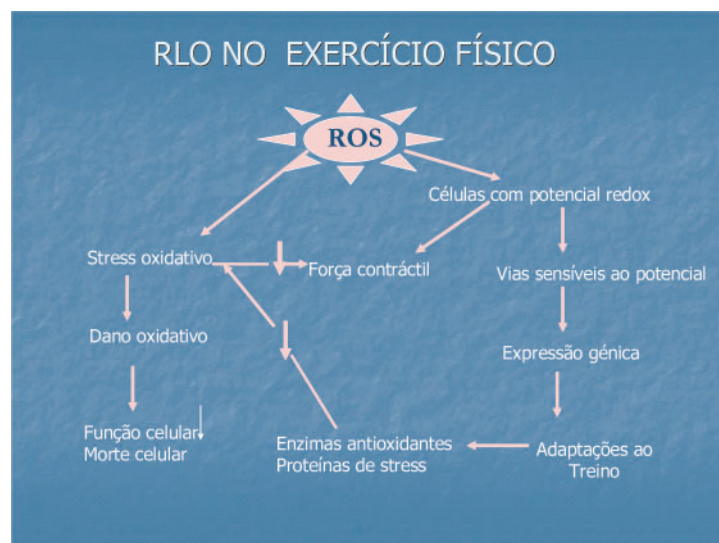 RLO NO EXERCÍCIO FÍSICO
ROS
Células com potencial redox
Stress oxidativo
Força contráctil
Vias sensíveis ao potencial
Dano oxidativo
Expressão génica
Função celular
Morte celular
Enzimas antioxidantes
Proteínas de stress
Adaptações ao
Treino